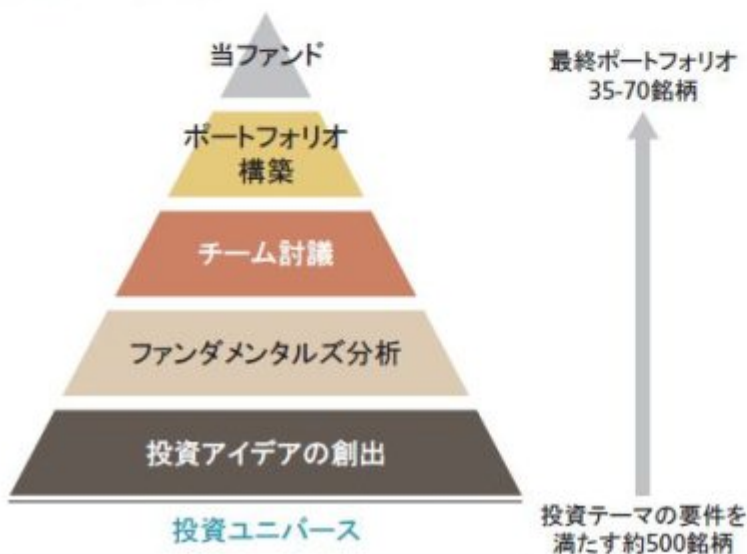 当ファンド
ポートフォリオ
構築
チーム討議
ファンダメンタルズ分析
投資アイデアの創出
投資ユニバース
最終ポートフォリオ
35-70銘柄
投資テーマの要件を
満たす約500銘柄